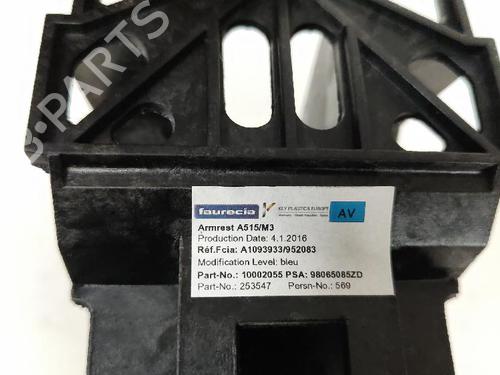 B-PARTS
faurecia KEY PLASTICS EUROPE AV
Armrest A515/M3
Production Date: 4.1.2016
Réf.Fcia: A1093933/952083
Modification Level: bleu
Part-No.: 10002055 PSA: 98065085ZD
Part-No.: 253547 Persn-No.: 569